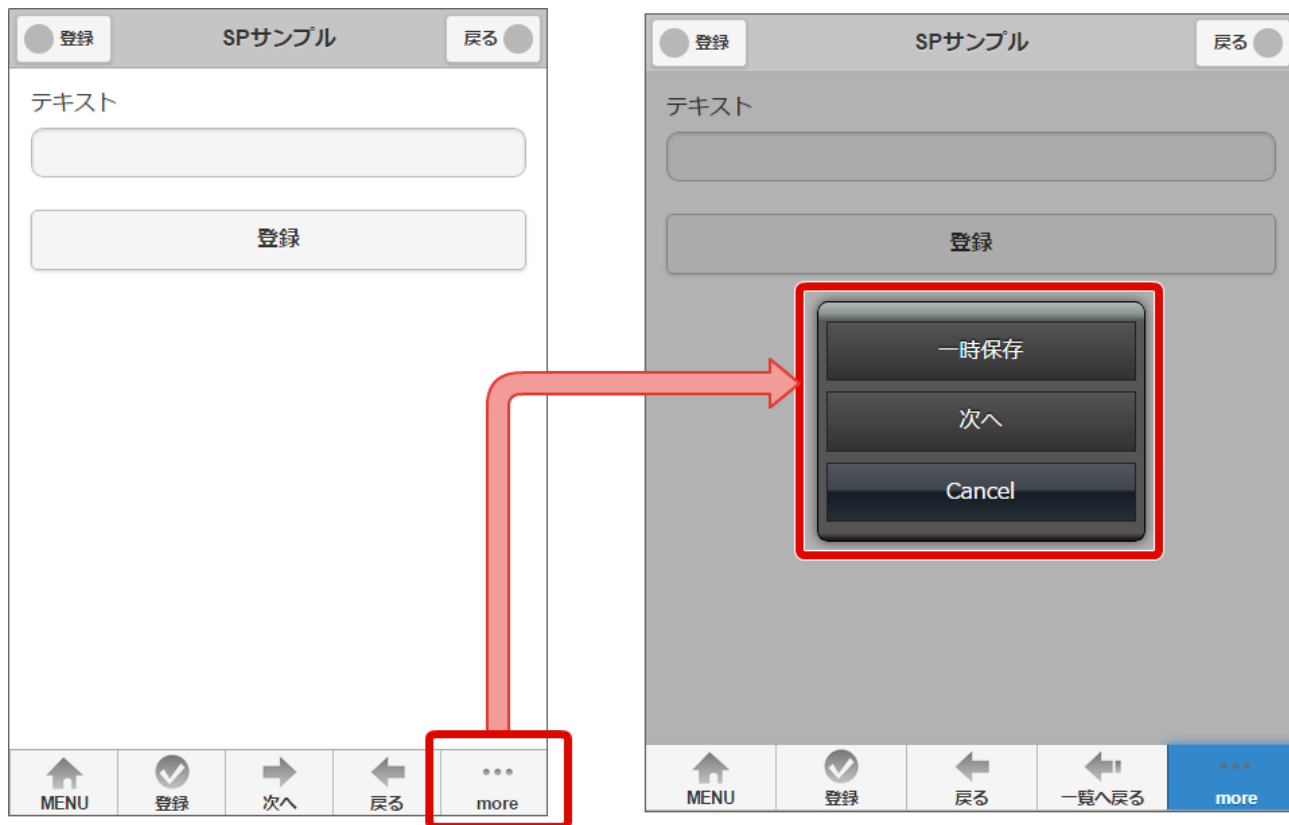 登録 SPサンプル 戻る
テキスト
登録
MENU 登録 次へ 戻る more
登録 SPサンプル 戻る
テキスト
登録
一時保存
次へ
Cancel
MENU 登録 戻る 一覧へ戻る more